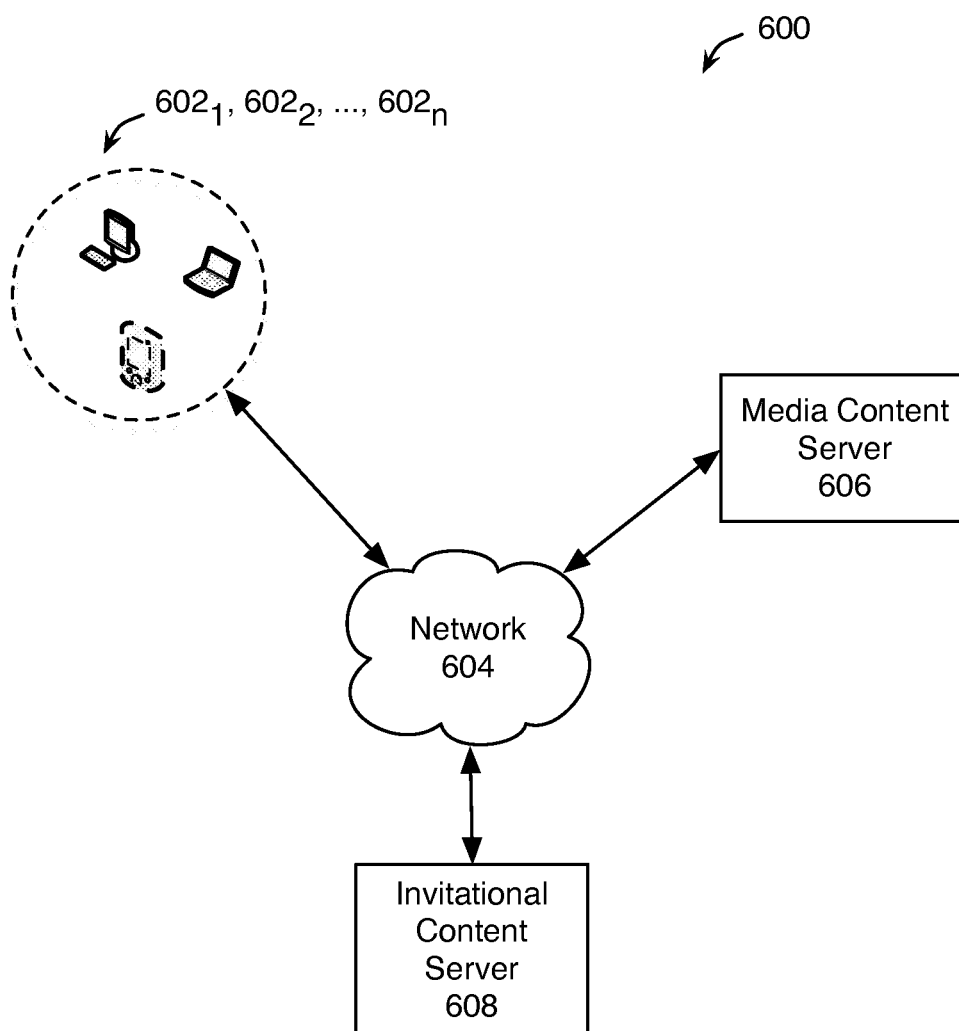 600
602₁, 602₂, ..., 602ₙ
Media Content
Server
606
Network
604
Invitational
Content
Server
608